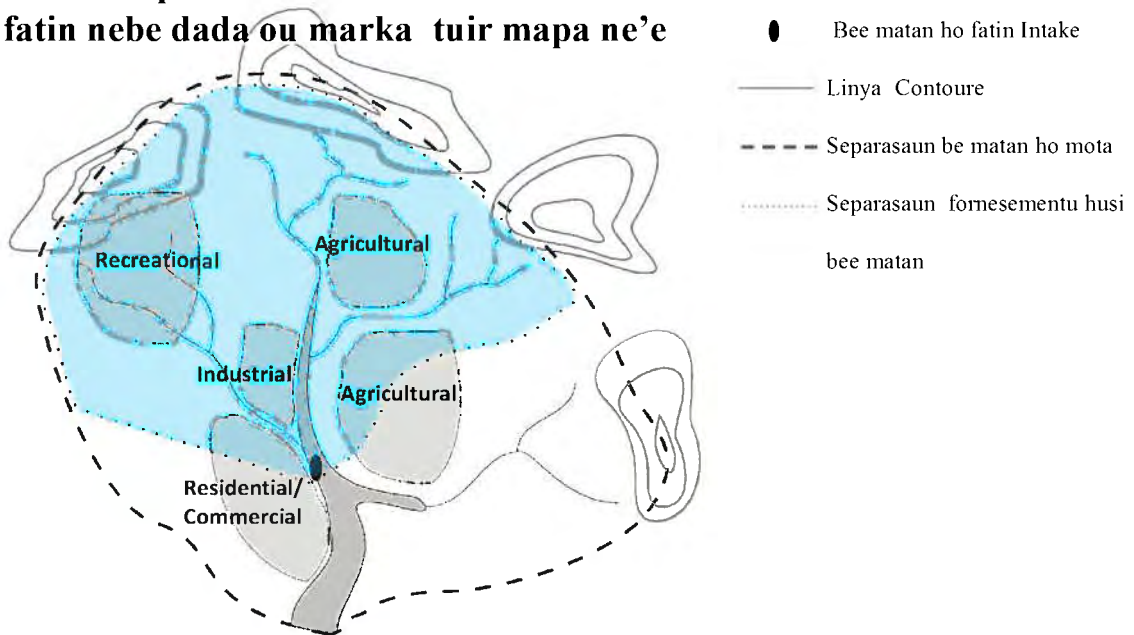 fatin nebe dada ou marka tuir mapa ne'e
Bee matan ho fatin Intake
Linya Contoure
Separasaun be matan ho mota
Separasaun fornesementu husi
bee matan
Agricultural
Recreational
Industrial
Agricultural
Residential/
Commercial